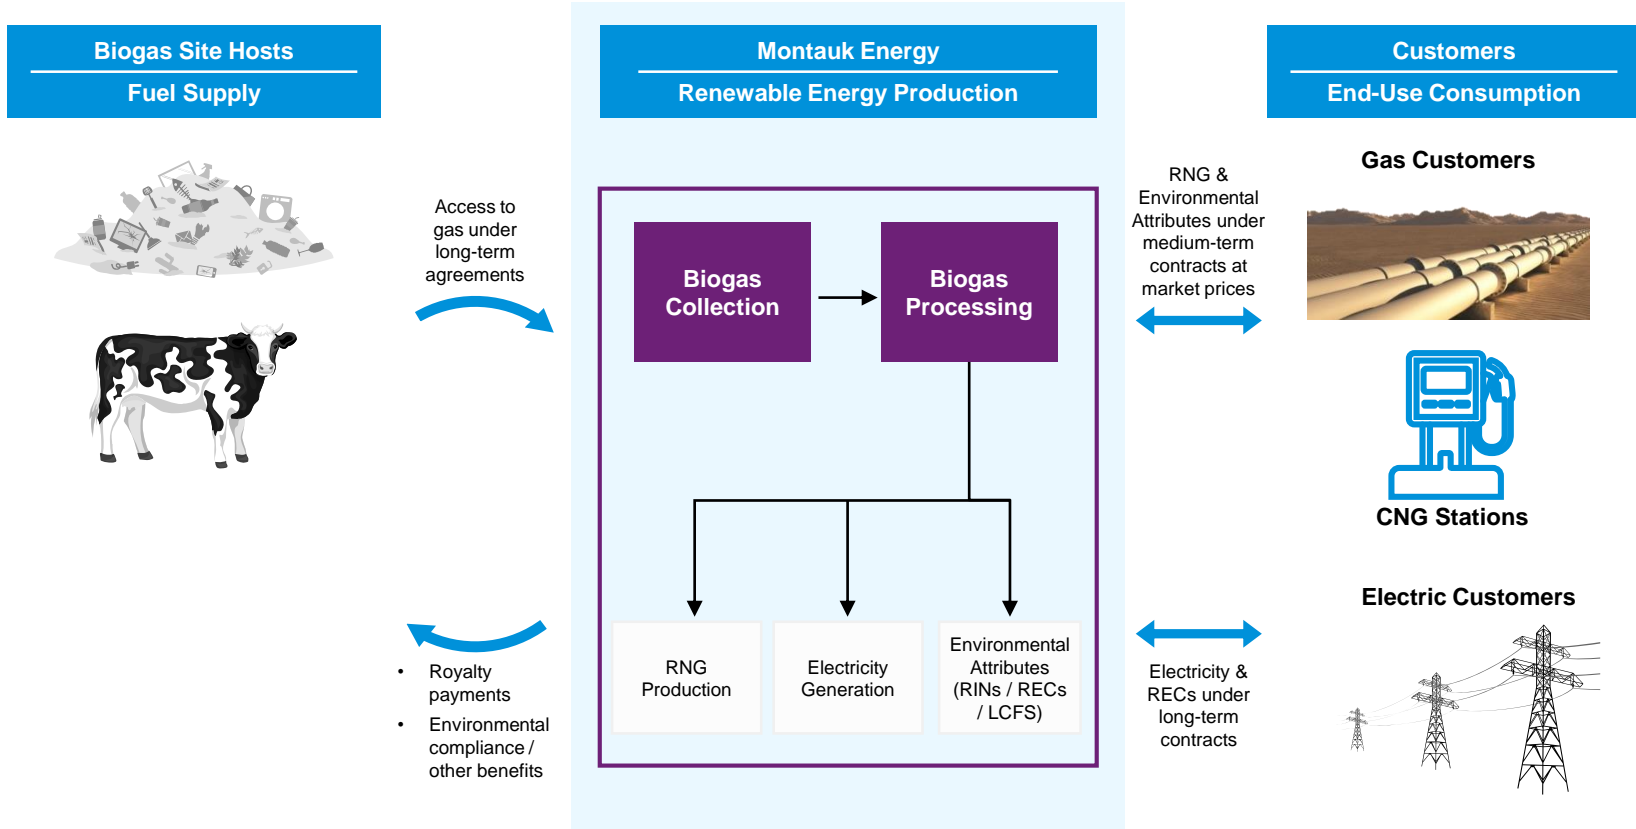 Biogas Site Hosts
Fuel Supply
Access to
gas under
long-term
agreements
• Royalty
payments
• Environmental
compliance /
other benefits
Montauk Energy
Renewable Energy Production
Biogas
Collection
Biogas
Processing
RNG
Production
Electricity
Generation
Environmental
Attributes
(RINs / RECs
/ LCFS)
RNG &
Environmental
Attributes under
medium-term
contracts at
market prices
Electricity &
RECs under
long-term
contracts
Customers
End-Use Consumption
Gas Customers
CNG Stations
Electric Customers